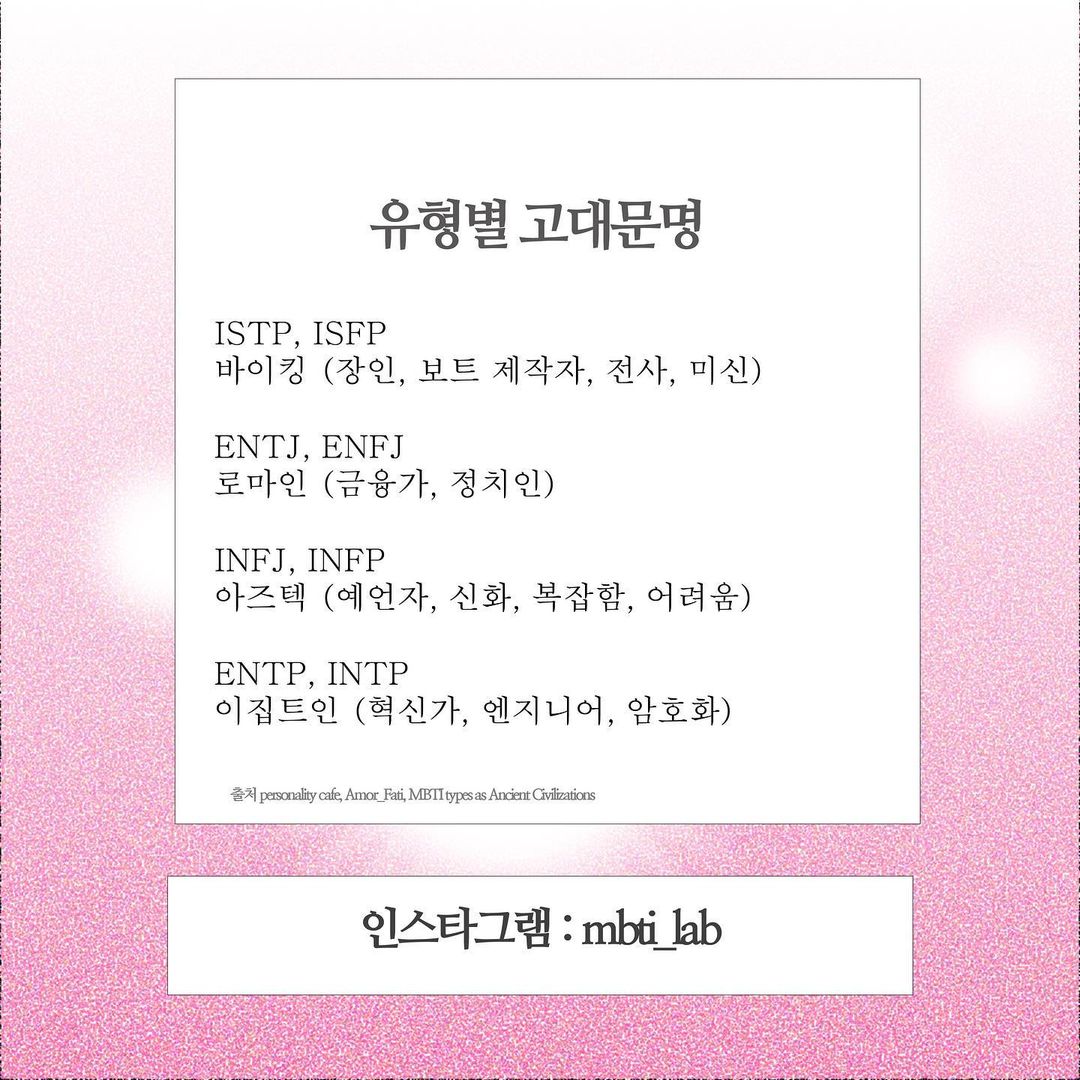 유형별 고대문명
ISTP, ISFP
바이킹 (장인, 보트 제작자, 전사, 미신)
ENTJ, ENFJ
로마인 (금융가, 정치인)
INFJ, INFP
아즈텍 (예언자, 신화, 복잡함, 어려움)
ENTP, INTP
이집트인 (혁신가, 엔지니어, 암호화)
출처 personality cafe, Amor_Fati, MBTI types as Ancient Civilizations
인스타그램 : mbti_lab